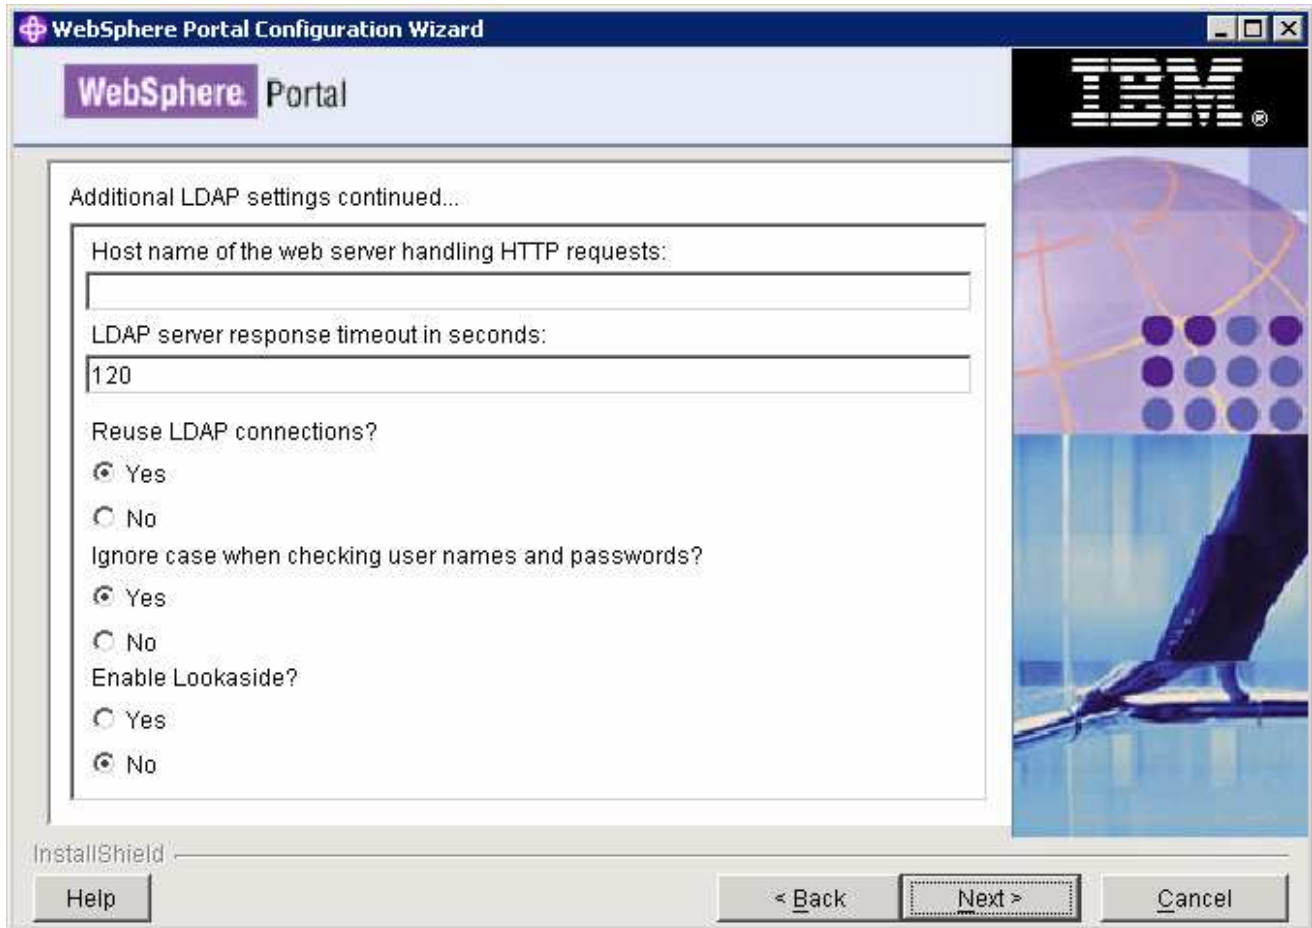 WebSphere Portal Configuration Wizard
WebSphere Portal
IBM®
Additional LDAP settings continued...
Host name of the web server handling HTTP requests:
LDAP server response timeout in seconds:
120
Reuse LDAP connections?
Yes
No
Ignore case when checking user names and passwords?
Yes
No
Enable Lookaside?
Yes
No
InstallShield
Help
< Back
Next >
Cancel